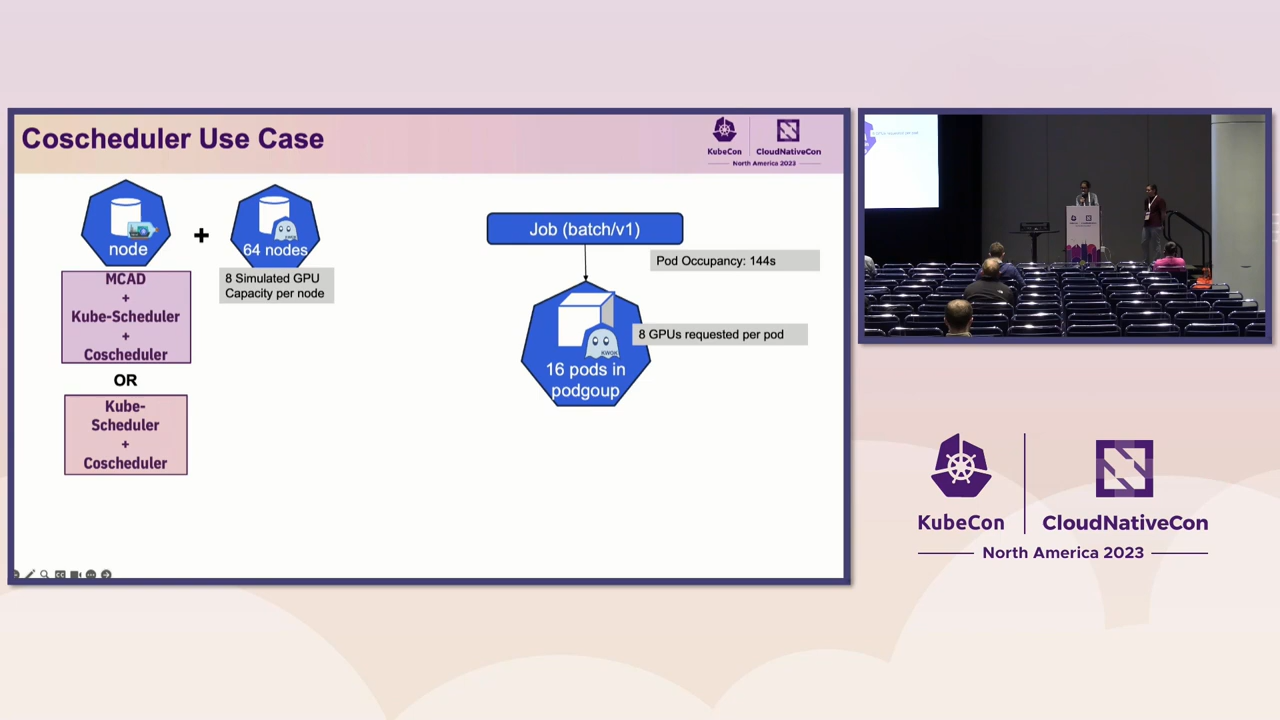 Coscheduler Use Case
KubeCon
CloudNativeCon
North America 2023
node
+
64 nodes
8 Simulated GPU
Capacity per node
MCAD
+
Kube-Scheduler
+
Coscheduler
OR
Kube-
Scheduler
+
Coscheduler
Job (batch/v1)
Pod Occupancy: 144s
8 GPUs requested per pod
KWOK
16 pods in
podgoup
KubeCon
CloudNativeCon
North America 2023